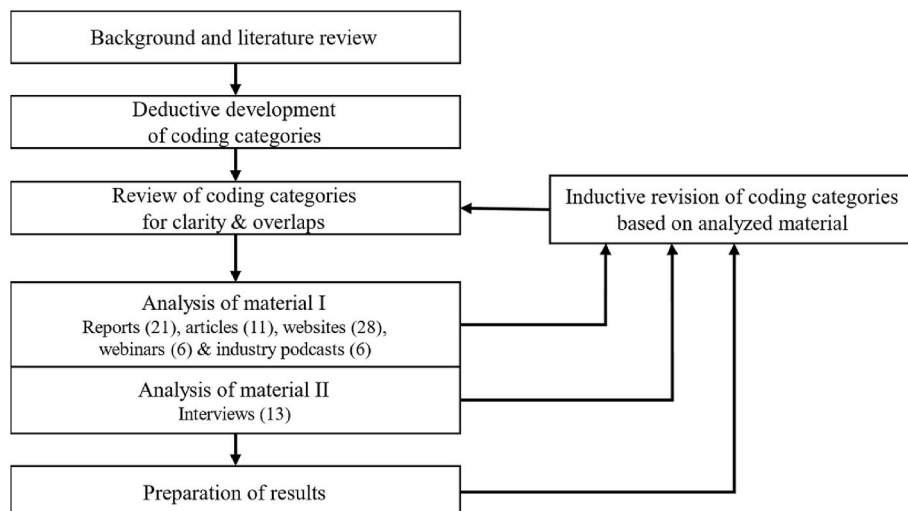 Background and literature review
Deductive development
of coding categories
Review of coding categories
for clarity & overlaps
Inductive revision of coding categories
based on analyzed material
Analysis of material I
Reports (21), articles (11), websites (28),
webinars (6) & industry podcasts (6)
Analysis of material II
Interviews (13)
Preparation of results